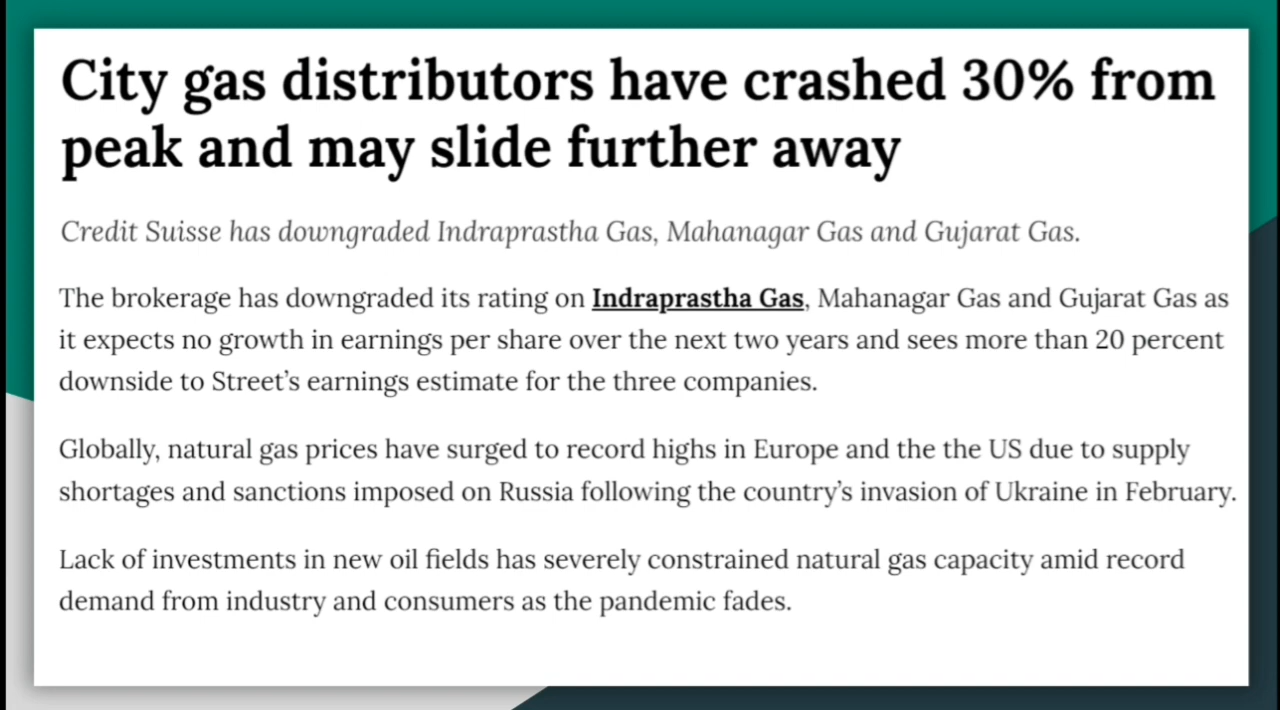 City gas distributors have crashed 30% from
peak and may slide further away
Credit Suisse has downgraded Indraprastha Gas, Mahanagar Gas and Gujarat Gas.
The brokerage has downgraded its rating on Indraprastha Gas, Mahanagar Gas and Gujarat Gas as
it expects no growth in earnings per share over the next two years and sees more than 20 percent
downside to Street’s earnings estimate for the three companies.
Globally, natural gas prices have surged to record highs in Europe and the the US due to supply
shortages and sanctions imposed on Russia following the country’s invasion of Ukraine in February.
Lack of investments in new oil fields has severely constrained natural gas capacity amid record
demand from industry and consumers as the pandemic fades.